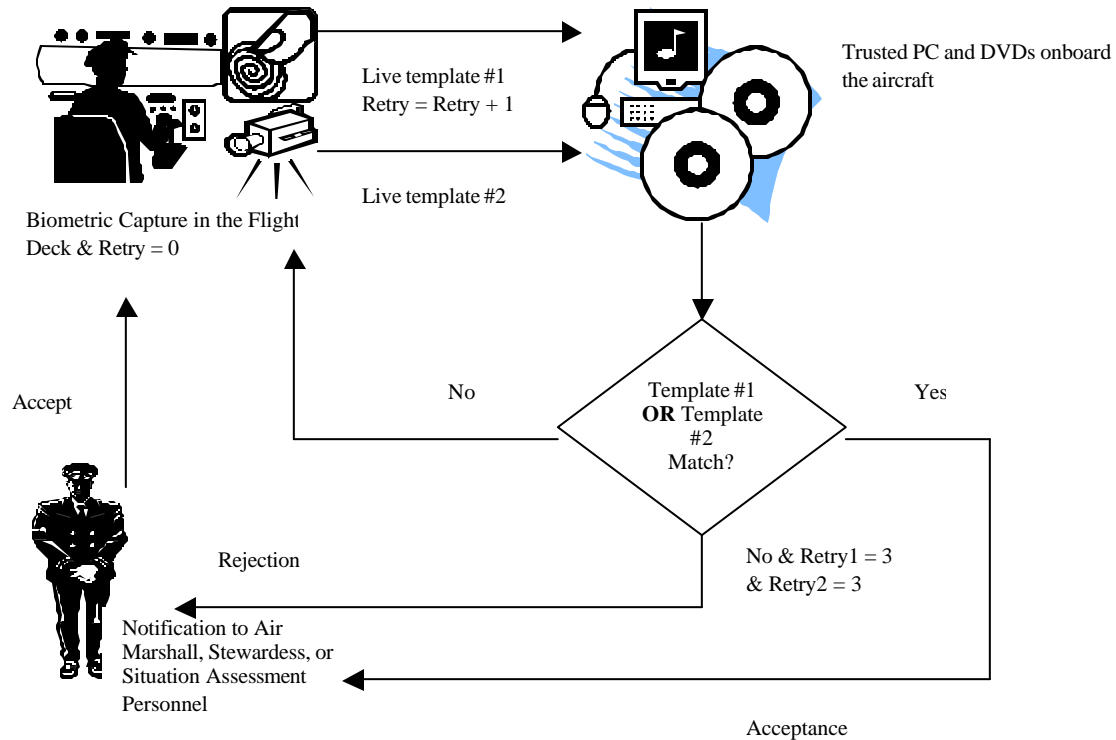 Trusted PC and DVDs onboard
the aircraft
Live template #1
Retry = Retry + 1
Live template #2
Biometric Capture in the Flight
Deck & Retry = 0
No
Template #1
OR Template
#2
Match?
Yes
Accept
Rejection
No & Retry1 = 3
& Retry2 = 3
Notification to Air
Marshall, Stewardess, or
Situation Assessment
Personnel
Acceptance